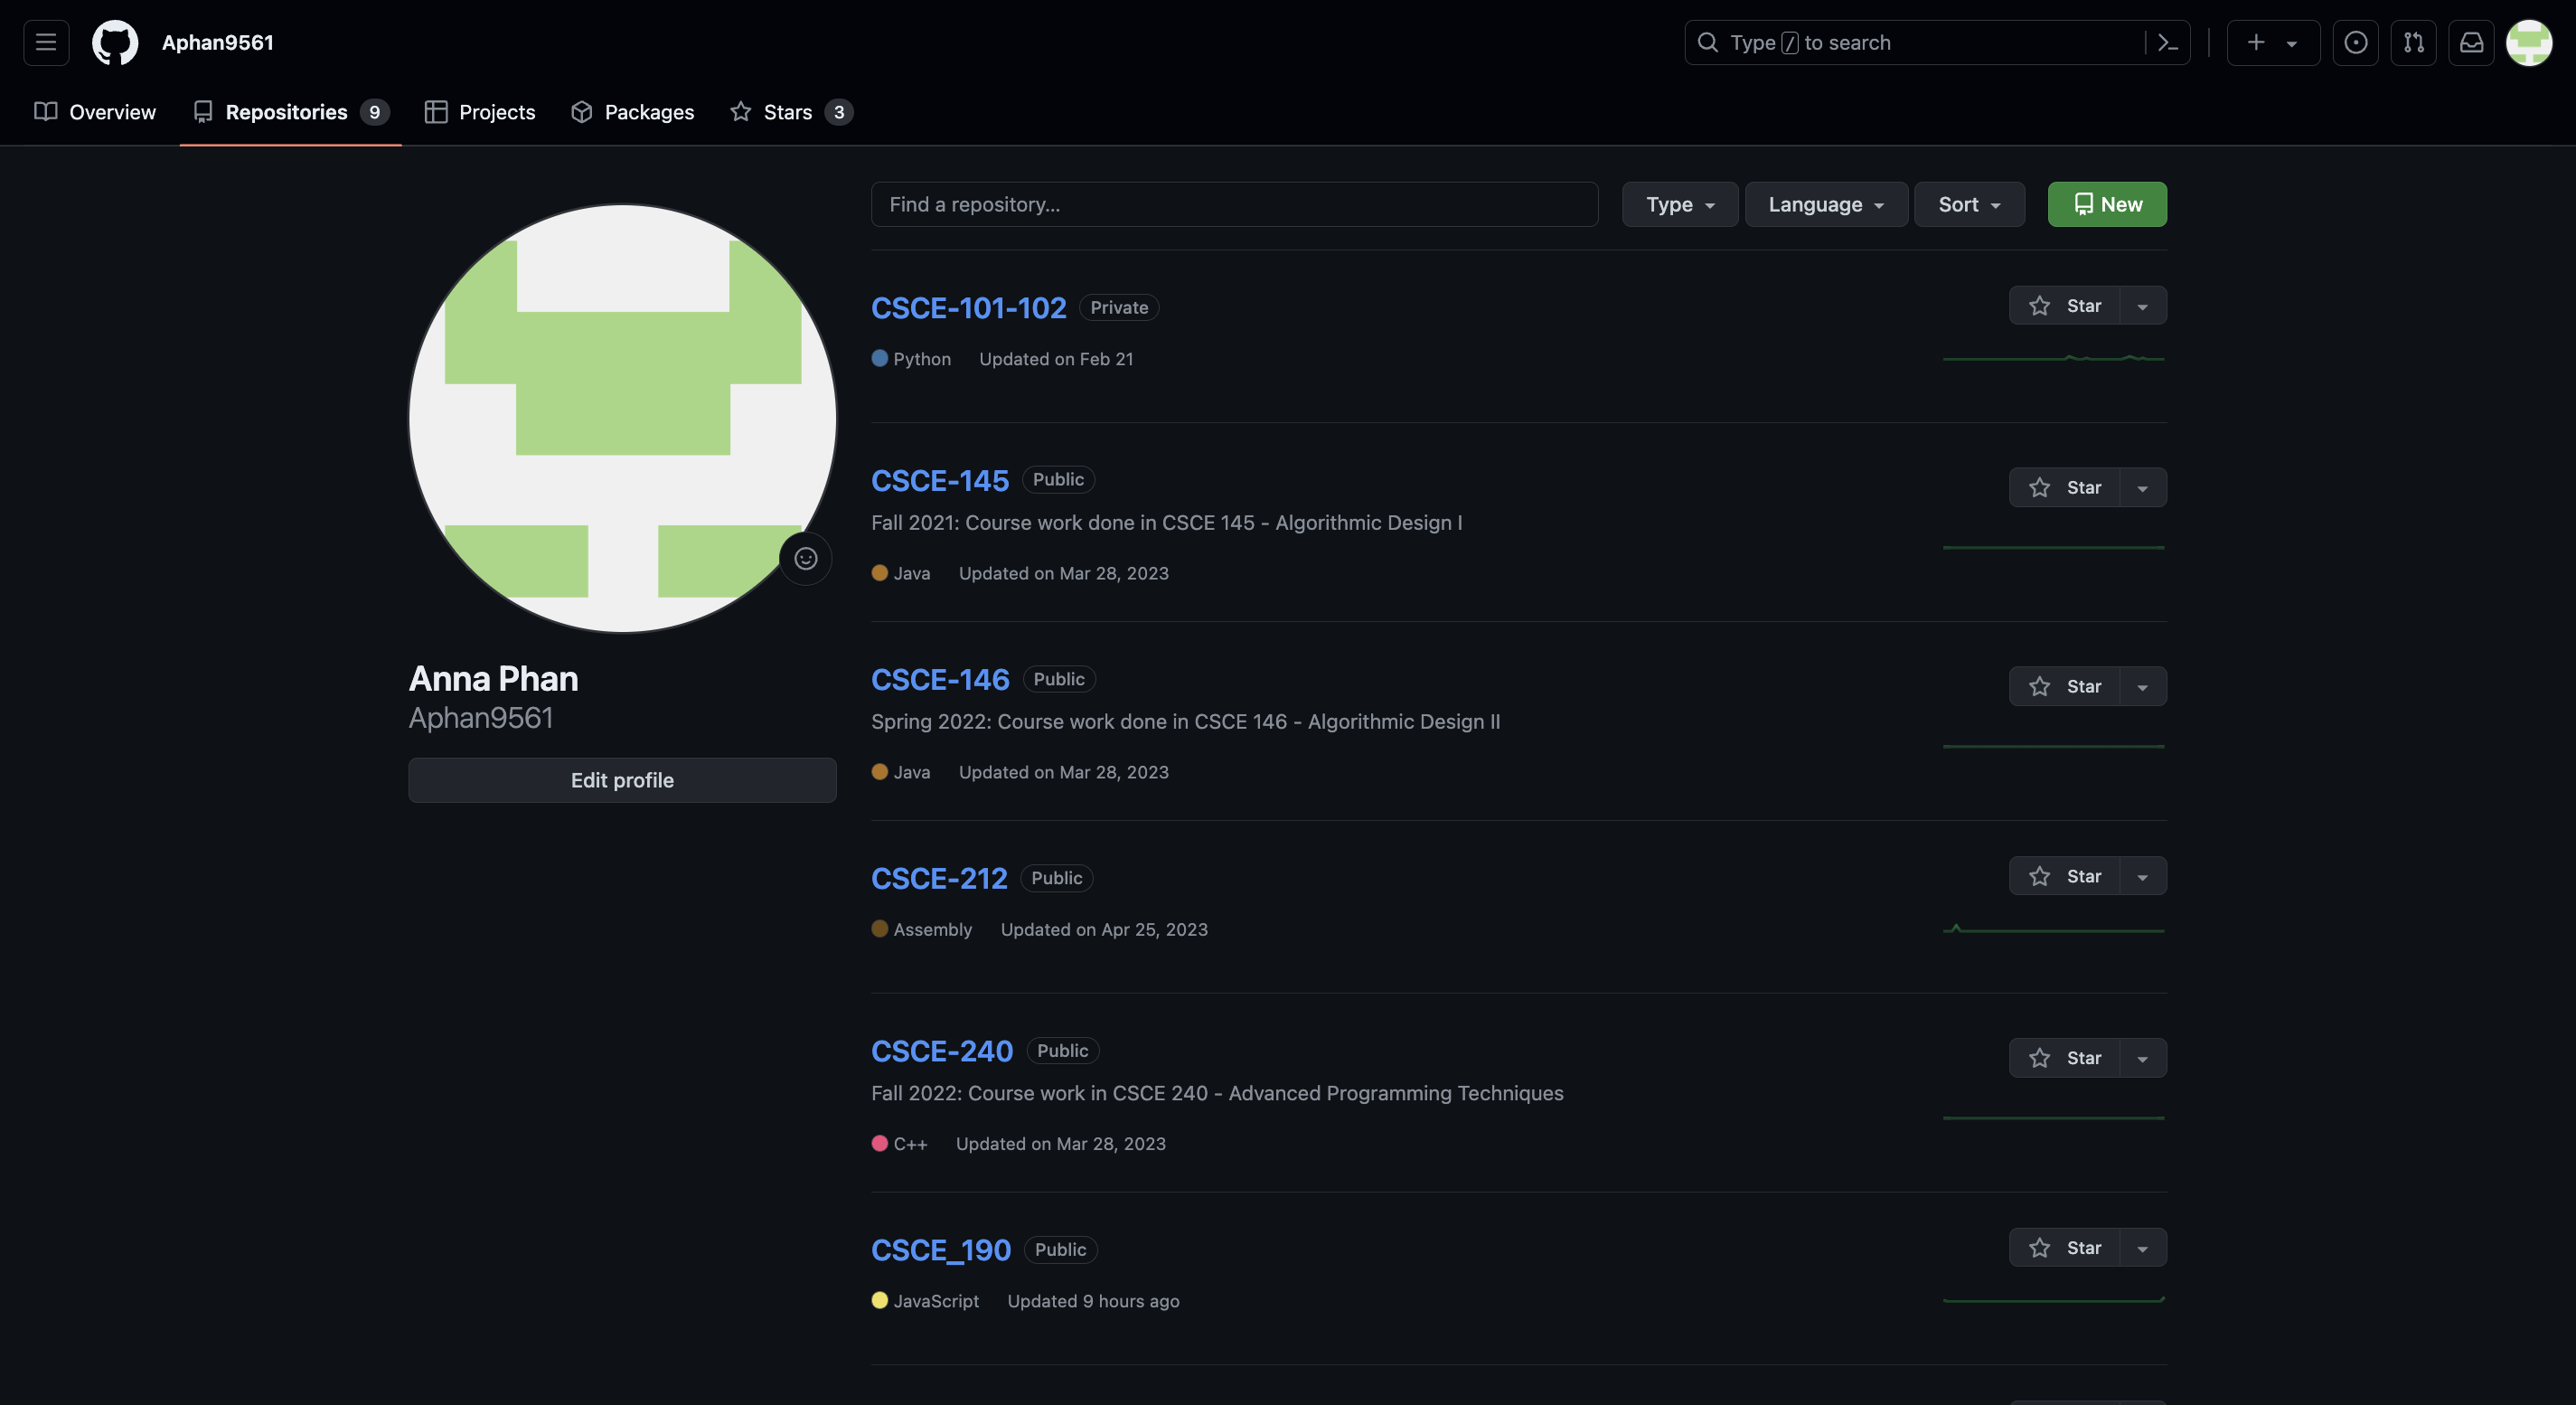 Aphan9561
Type / to search
Overview Repositories 9 Projects Packages Stars 3
Find a repository... Type Language Sort New
CSCE-101-102 Private Star
Python Updated on Feb 21
CSCE-145 Public Star
Fall 2021: Course work done in CSCE 145 - Algorithmic Design I
Java Updated on Mar 28, 2023
Anna Phan
Aphan9561
Edit profile
CSCE-146 Public Star
Spring 2022: Course work done in CSCE 146 - Algorithmic Design II
Java Updated on Mar 28, 2023
CSCE-212 Public Star
Assembly Updated on Apr 25, 2023
CSCE-240 Public Star
Fall 2022: Course work in CSCE 240 - Advanced Programming Techniques
C++ Updated on Mar 28, 2023
CSCE_190 Public Star
JavaScript Updated 9 hours ago